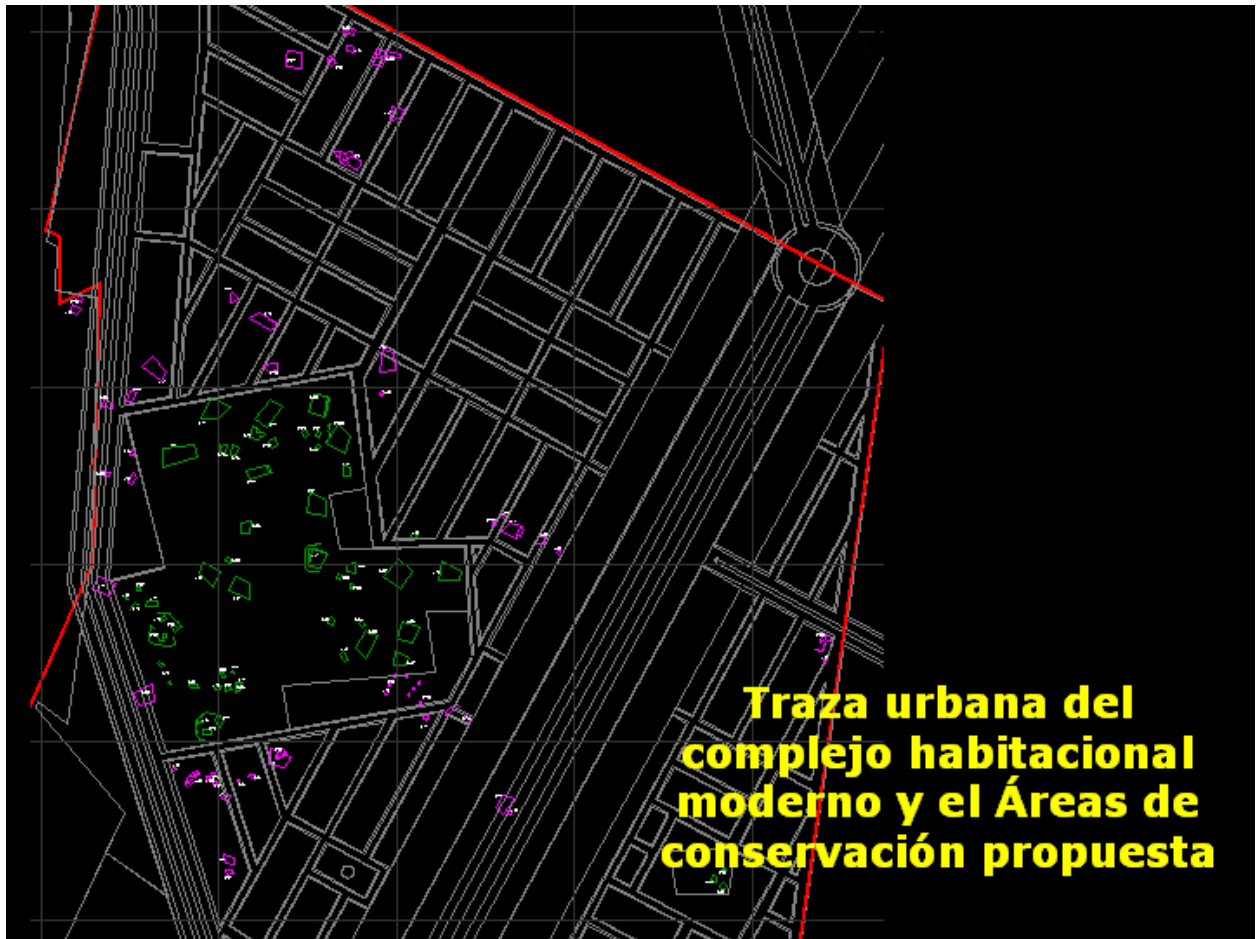 Traza urbana del
complejo habitacional
moderno y el Áreas de
conservación propuesta